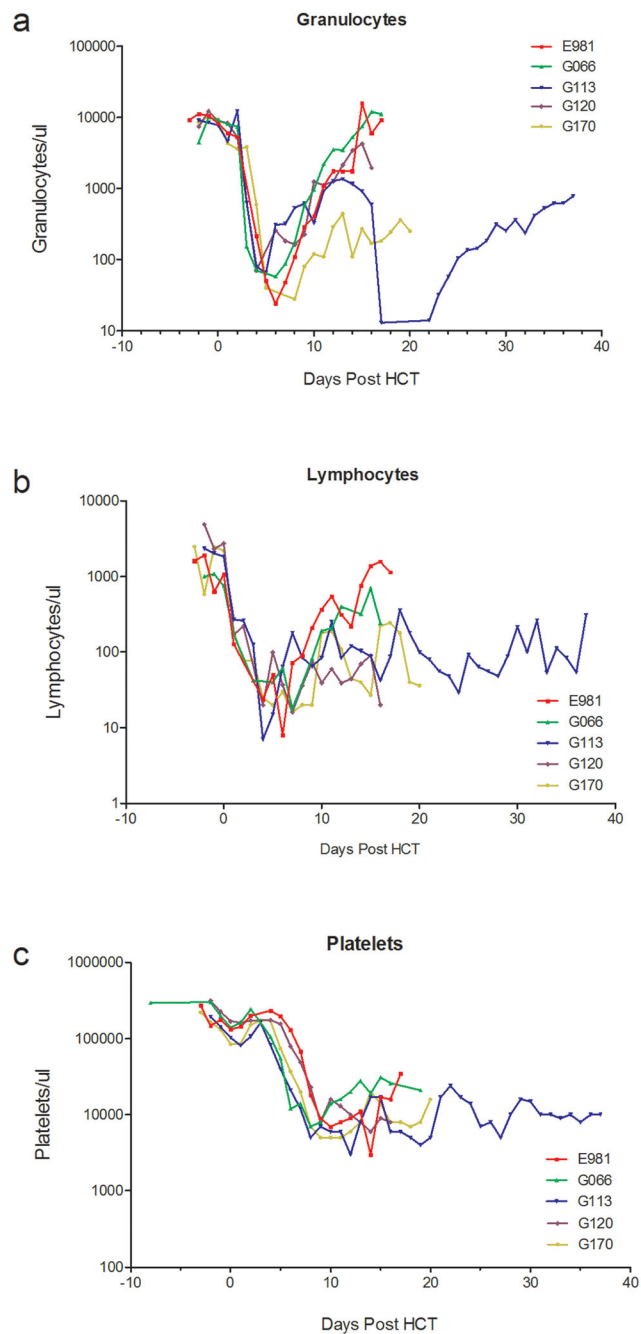 a
Granulocytes
100000
10000
1000
100
10
Granulocytes/ul
-10 0 10 20 30 40
Days Post HCT
E981
G066
G113
G120
G170
b
Lymphocytes
10000
1000
100
10
1
Lymphocytes/ul
-10 0 10 20 30 40
Days Post HCT
E981
G066
G113
G120
G170
c
Platelets
1000000
100000
10000
1000
100
Platelets/ul
-10 0 10 20 30 40
Days Post HCT
E981
G066
G113
G120
G170